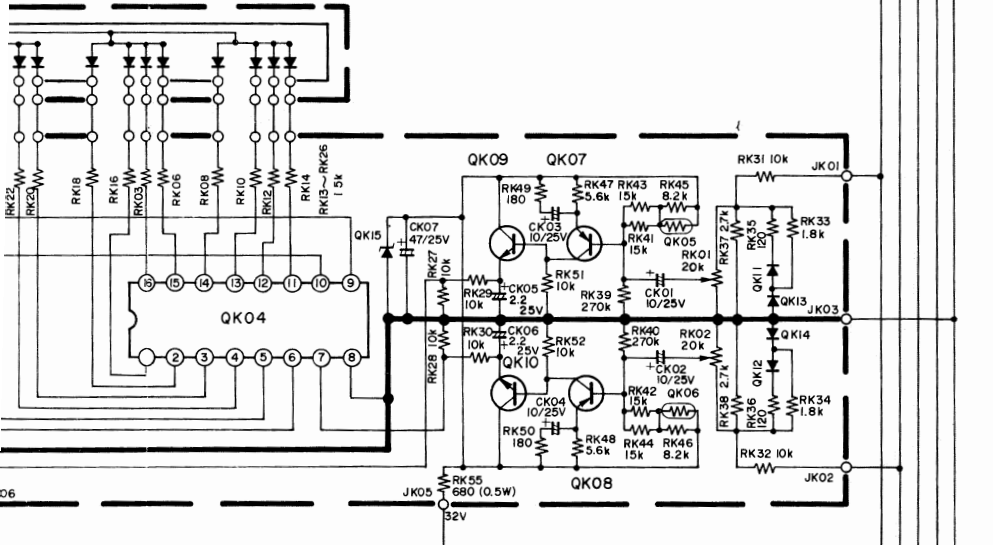 RK22
RK20
RK18
RK16
RK03
RK06
RK08
RK10
RK12
RK14
RK13~RK26
1.5k
QK09
QK07
RK49
180
RK47
5.6k
RK43
15k
RK45
8.2k
RK31 10k
JK01
QK15
CK07
47/25V
CK03
10/25V
RK41
15k
QK05
RK01
20k
RK37 2.7k
RK35
120
RK33
1.8k
RK27
10k
RK29
10k
CK05
2.2
25V
RK51
10k
RK39
270k
CK01
10/25V
QK11
QK13
JK03
16
15
14
13
12
11
10
9
QK04
2
3
4
5
6
7
8
RK28 10k
RK30
10k
CK06
2.2
25V
QK10
RK52
10k
RK40
270k
CK02
10/25V
RK02
20k
QK14
QK12
CK04
10/25V
RK42
15k
QK06
RK38 2.7k
RK36
120
RK34
1.8k
RK50
180
RK48
5.6k
RK44
15k
RK46
8.2k
RK32 10k
JK02
QK08
RK55
680 (0.5W)
JK05
32V
06